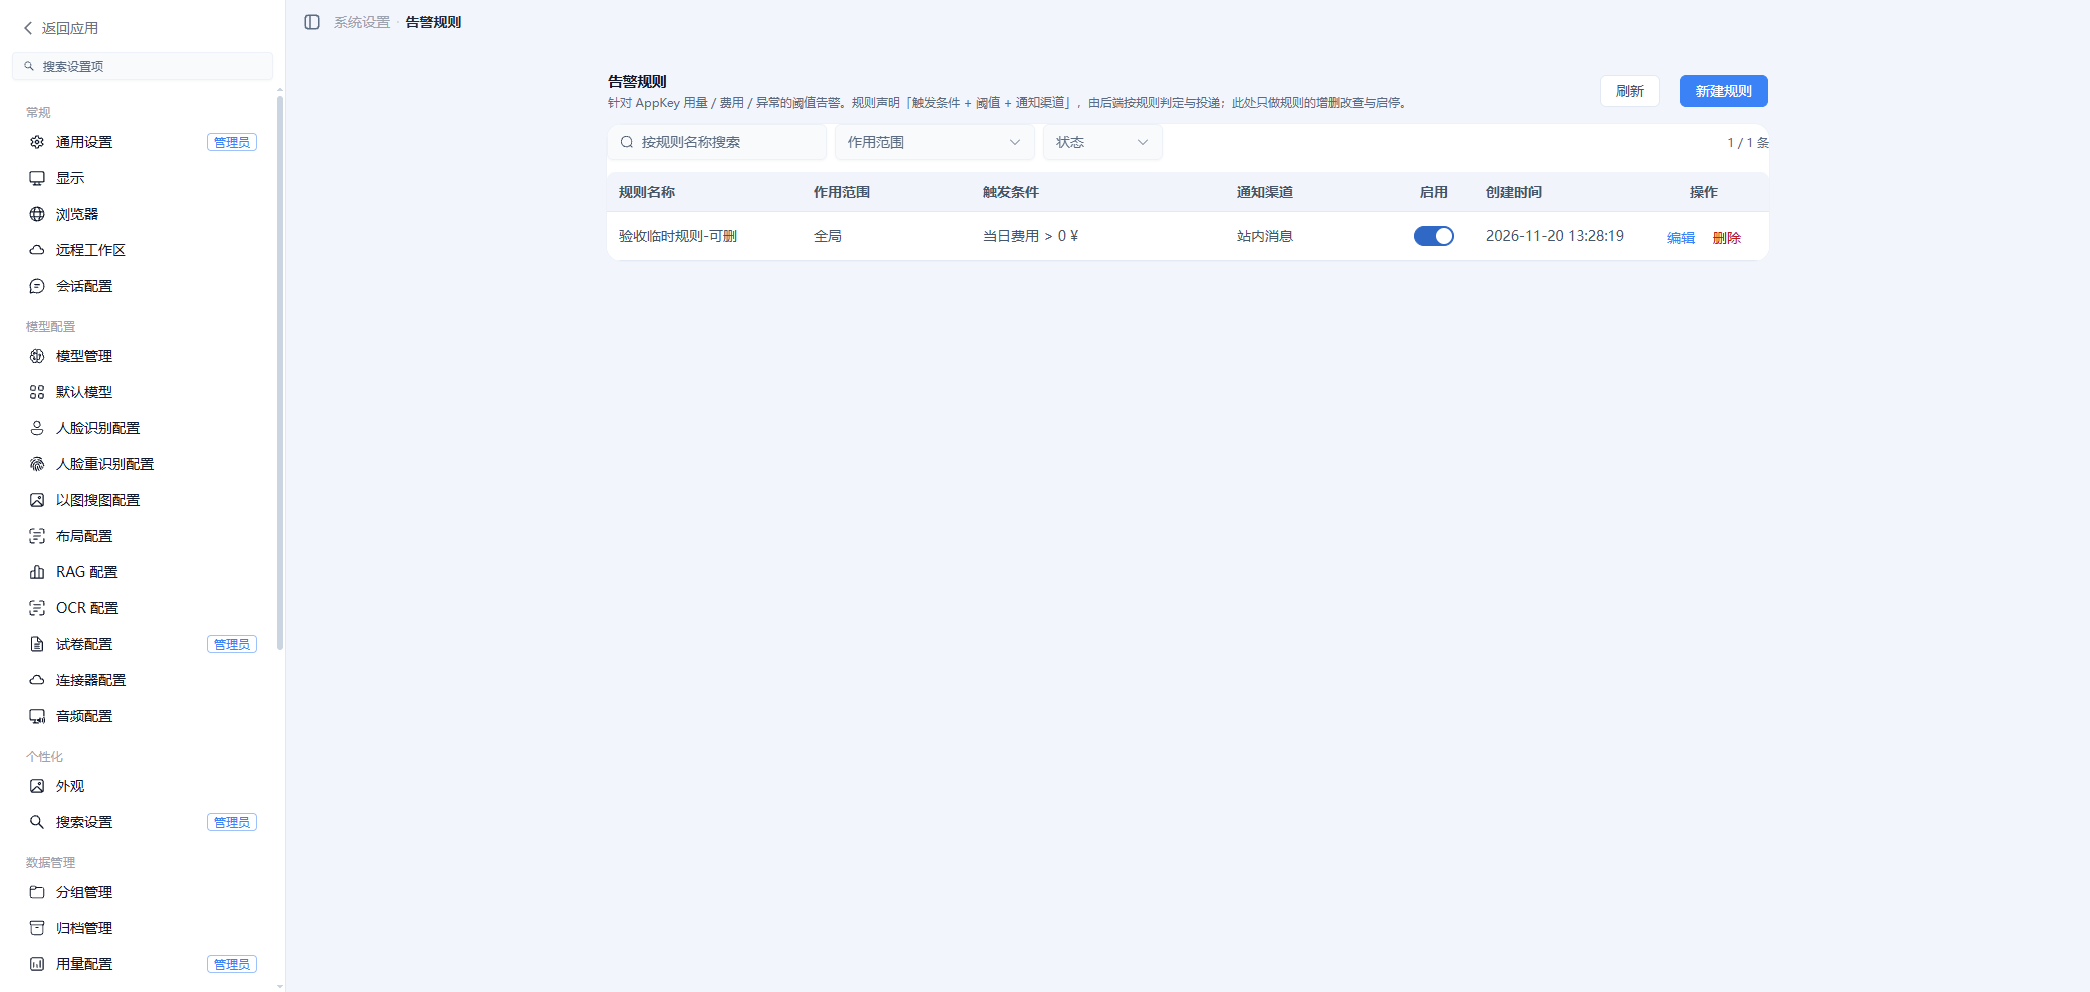 返回应用
搜索设置项
常规
通用设置 管理员
显示
浏览器
远程工作区
会话配置
模型配置
模型管理
默认模型
人脸识别配置
人脸重识别配置
以图搜图配置
布局配置
RAG 配置
OCR 配置
试卷配置 管理员
连接器配置
音频配置
个性化
外观
搜索设置 管理员
数据管理
分组管理
归档管理
用量配置 管理员
系统设置 · 告警规则
告警规则
针对 AppKey 用量 / 费用 / 异常的阈值告警。规则声明「触发条件 + 阈值 + 通知渠道」，由后端按规则判定与投递；此处只做规则的增删改查与启停。
刷新 新建规则
按规则名称搜索 作用范围 状态 1 / 1 条
规则名称 作用范围 触发条件 通知渠道 启用 创建时间 操作
验收临时规则-可删 全局 当日费用 > 0 ¥ 站内消息 2026-11-20 13:28:19 编辑 删除